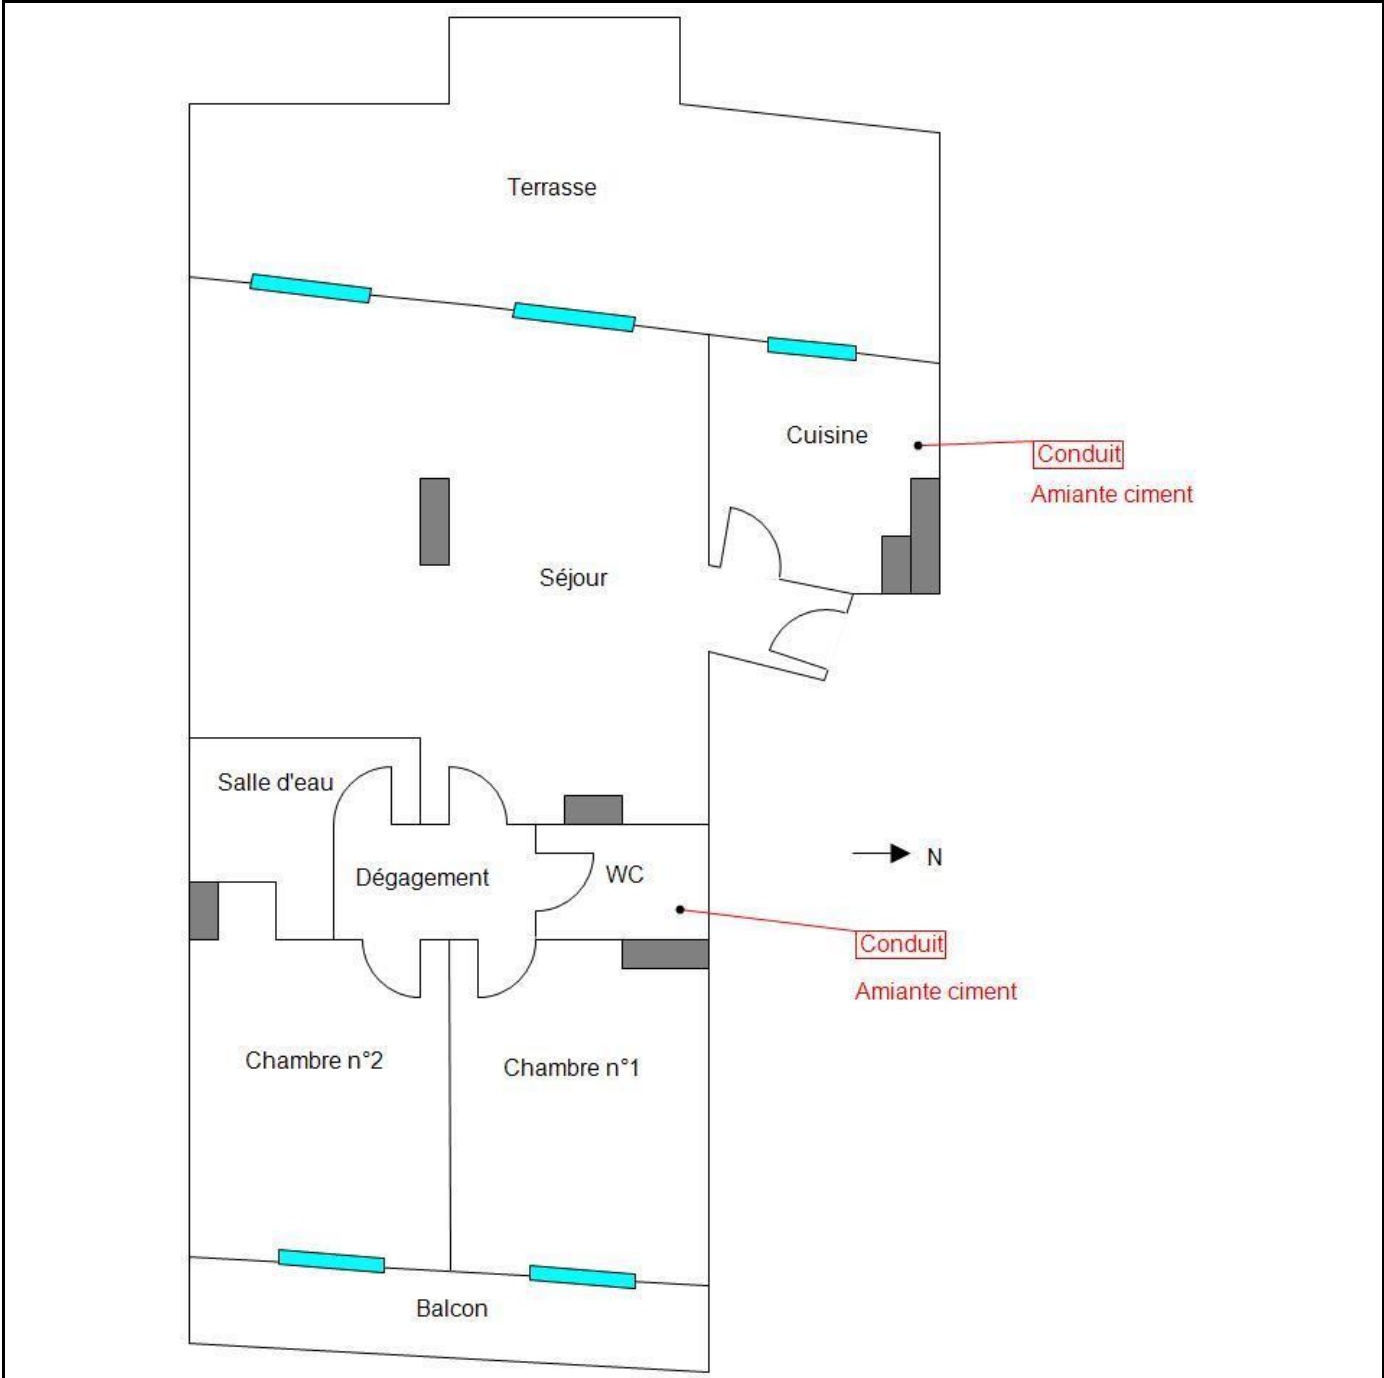 Terrasse
Cuisine
Conduit
Amiante ciment
Séjour
Salle d'eau
Dégagement
WC
N
Conduit
Amiante ciment
Chambre n°2
Chambre n°1
Balcon